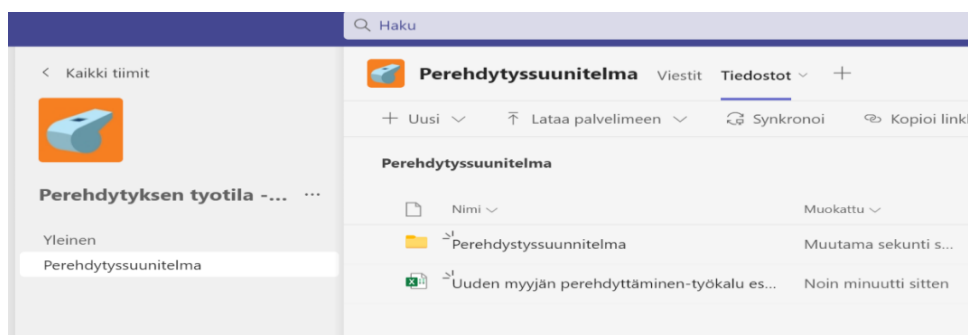 Haku
< Kaikki tiimit
Perehdytyssuunitelma Viestit Tiedostot +
+ Uusi Lataa palvelimeen Synkronoi Kopioi linkl
Perehdytyssuunitelma
Perehdytyksen tyotila -... ...
Nimi Muokattu
Yleinen
Perehdystyssuunnitelma Muutama sekunti s...
Perehdytyssuunitelma
Uuden myyjän perehdyttäminen-työkalu es... Noin minuutti sitten